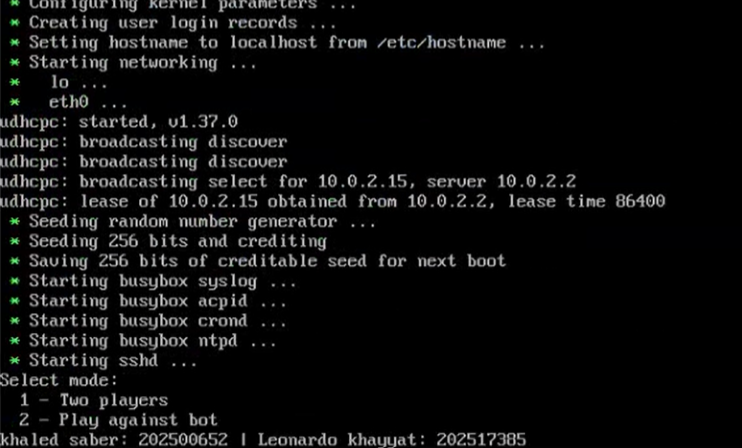 * Configuring kernel parameters ...
* Creating user login records ...
* Setting hostname to localhost from /etc/hostname ...
* Starting networking ...
*   lo ...
*   eth0 ...
udhcpc: started, v1.37.0
udhcpc: broadcasting discover
udhcpc: broadcasting discover
udhcpc: broadcasting select for 10.0.2.15, server 10.0.2.2
udhcpc: lease of 10.0.2.15 obtained from 10.0.2.2, lease time 86400
* Seeding random number generator ...
* Seeding 256 bits and crediting
* Saving 256 bits of creditable seed for next boot
* Starting busybox syslog ...
* Starting busybox acpid ...
* Starting busybox crond ...
* Starting busybox ntpd ...
* Starting sshd ...
Select mode:
1 - Two players
2 - Play against bot
khaled saber: 202500652 | Leonardo khayyat: 202517385